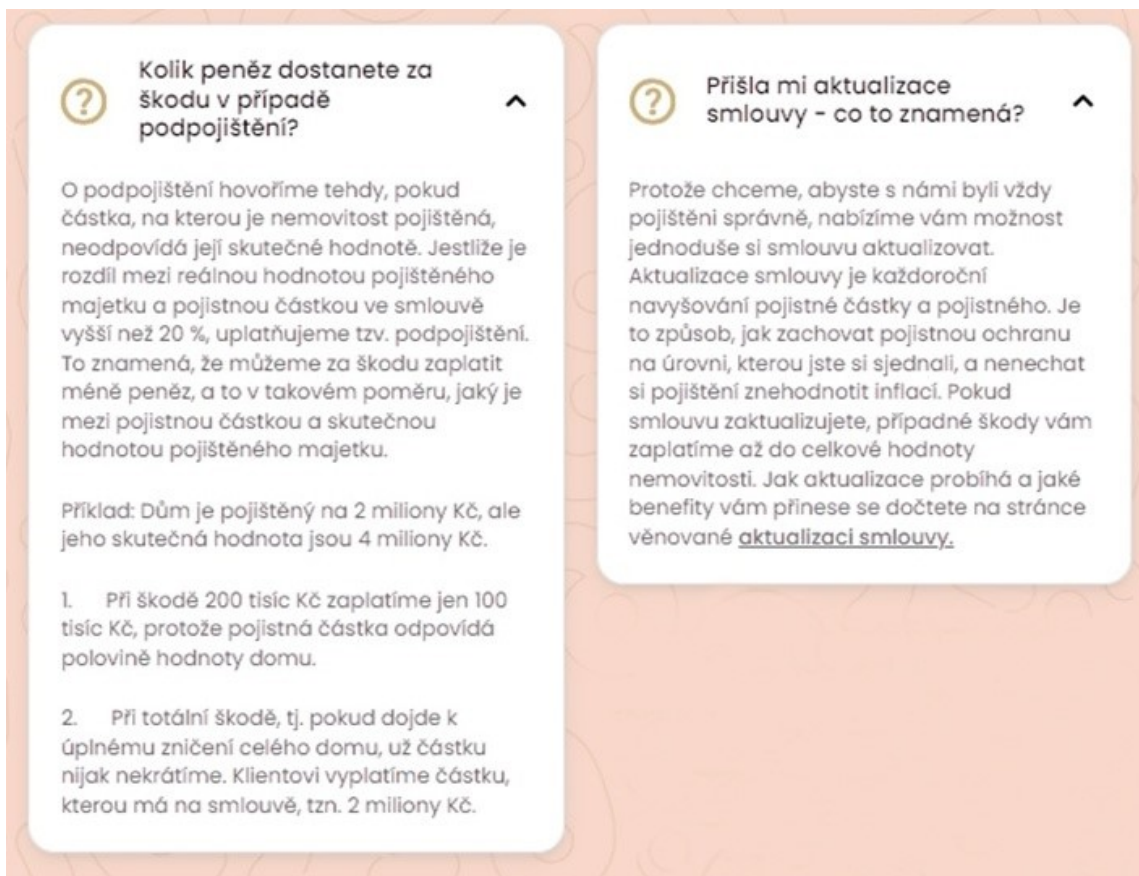 Kolik peněz dostanete za
škodu v případě
podpojištění?
O podpojištění hovoříme tehdy, pokud
částka, na kterou je nemovitost pojištěná,
neodpovídá její skutečné hodnotě. Jestliže je
rozdíl mezi reálnou hodnotou pojištěného
majetku a pojistnou částkou ve smlouvě
vyšší než 20 %, uplatňujeme tzv. podpojištění.
To znamená, že můžeme za škodu zaplatit
méně peněz, a to v takovém poměru, jaký je
mezi pojistnou částkou a skutečnou
hodnotou pojištěného majetku.
Příklad: Dům je pojištěný na 2 miliony Kč, ale
jeho skutečná hodnota jsou 4 miliony Kč.
1. Při škodě 200 tisíc Kč zaplatíme jen 100
tisíc Kč, protože pojistná částka odpovídá
polovině hodnoty domu.
2. Při totální škodě, tj. pokud dojde k
úplnému zničení celého domu, už částku
nijak nekrátíme. Klientovi vyplatíme částku,
kterou má na smlouvě, tzn. 2 miliony Kč.
Přišla mi aktualizace
smlouvy - co to znamená?
Protože chceme, abyste s námi byli vždy
pojištěni správně, nabízíme vám možnost
jednoduše si smlouvu aktualizovat.
Aktualizace smlouvy je každoroční
navyšování pojistné částky a pojistného. Je
to způsob, jak zachovat pojistnou ochranu
na úrovni, kterou jste si sjednali, a nenechat
si pojištění znehodnotit inflací. Pokud
smlouvu zaktualizujete, případné škody vám
zaplatíme až do celkové hodnoty
nemovitosti. Jak aktualizace probíhá a jaké
benefity vám přinese se dočtete na stránce
věnované aktualizaci smlouvy.